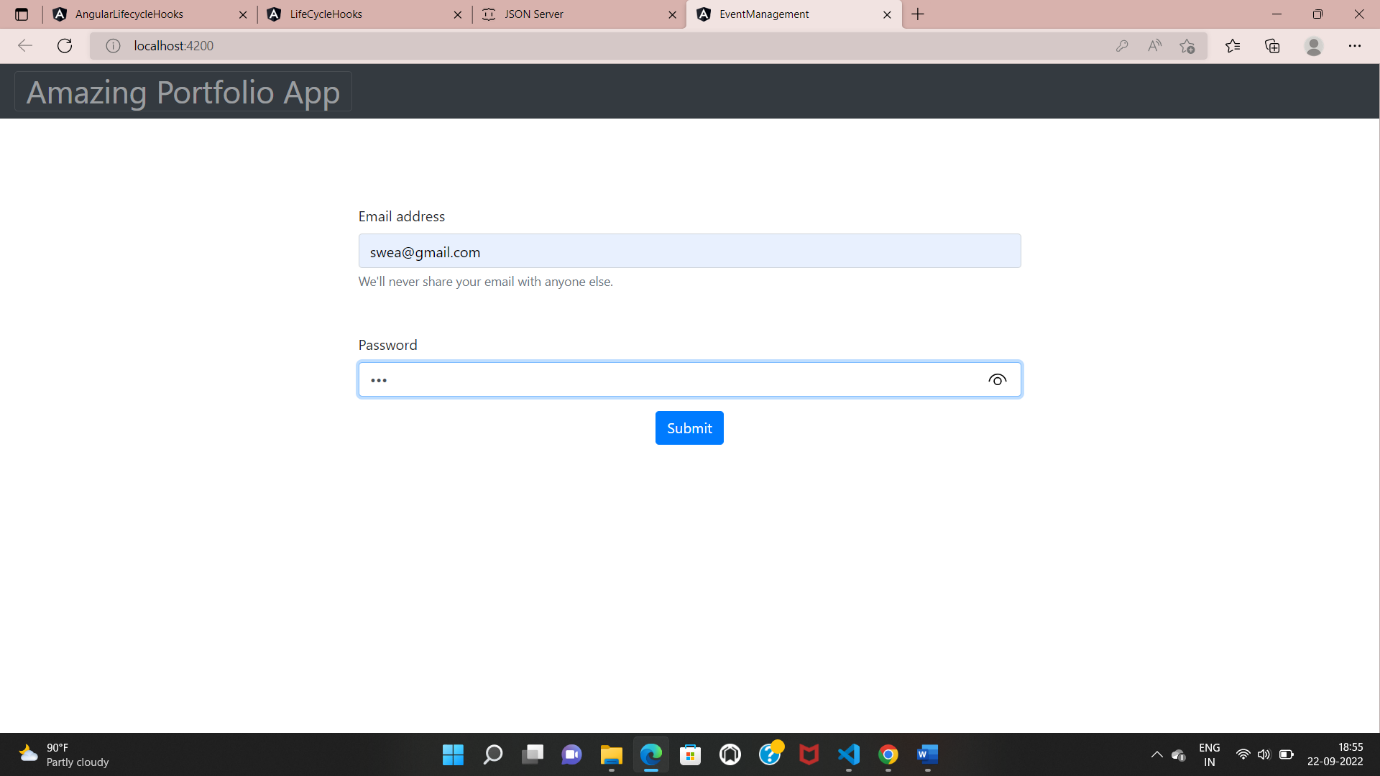 AngularLifecycleHooks
LifeCycleHooks
JSON Server
EventManagement
localhost:4200
Amazing Portfolio App
Email address
swea@gmail.com
We'll never share your email with anyone else.
Password
•••
Submit
90°F
Partly cloudy
ENG
IN
18:55
22-09-2022